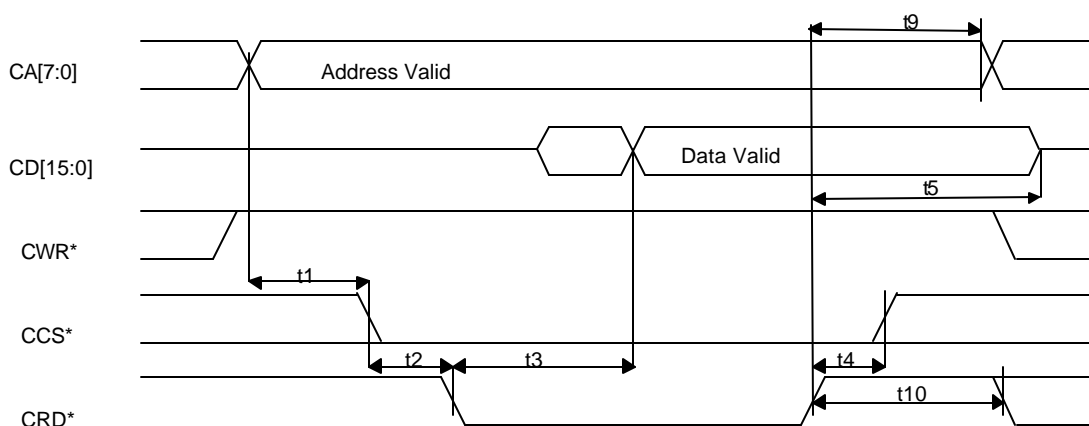 t9
CA[7:0]
Address Valid
CD[15:0]
Data Valid
t5
CWR*
t1
CCS*
t2
t3
t4
t10
CRD*